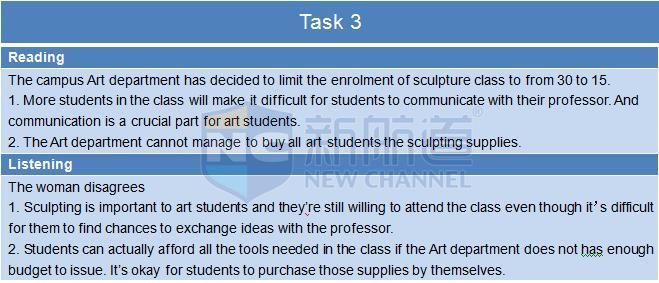 Task 3
Reading
The campus Art department has decided to limit the enrolment of sculpture class to from 30 to 15.
1. More students in the class will make it difficult for students to communicate with their professor. And
communication is a crucial part for art students.
2. The Art department cannot manage to buy all art students the sculpting supplies.
Listening
The woman disagrees
1. Sculpting is important to art students and they're still willing to attend the class even though it’s difficult
for them to find chances to exchange ideas with the professor.
2. Students can actually afford all the tools needed in the class if the Art department does not has enough
budget to issue. It’s okay for students to purchase those supplies by themselves.
新航道
®
NEW CHANNEL